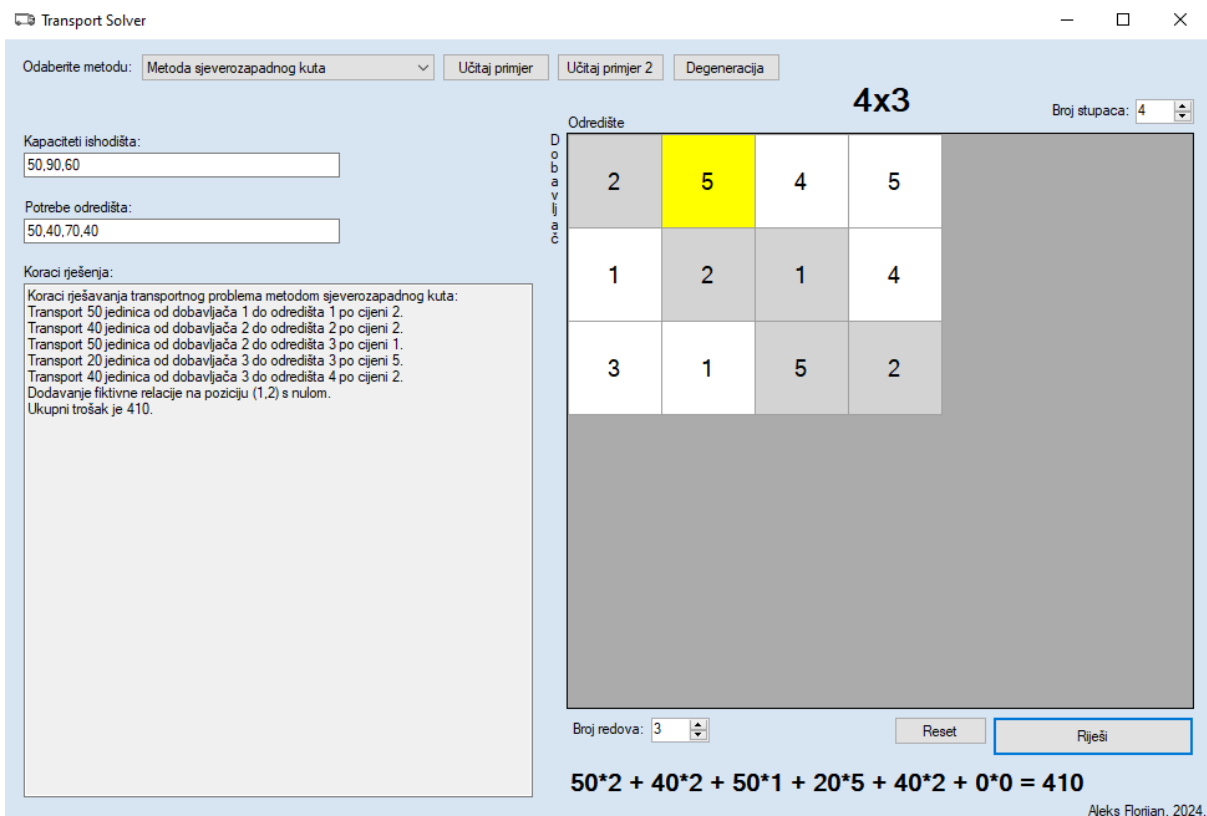 Transport Solver
Odaberite metodu: Metoda sjeverozapadnog kuta Učitaj primjer Učitaj primjer 2 Degeneracija
4x3
Broj stupaca: 4
Odredište
Dobavljač
Kapaciteti ishodišta:
50,90,60
Potrebe odredišta:
50,40,70,40
Koraci rješenja:
Koraci rješavanja transportnog problema metodom sjeverozapadnog kuta:
Transport 50 jedinica od dobavljača 1 do odredišta 1 po cijeni 2.
Transport 40 jedinica od dobavljača 2 do odredišta 2 po cijeni 2.
Transport 50 jedinica od dobavljača 2 do odredišta 3 po cijeni 1.
Transport 20 jedinica od dobavljača 3 do odredišta 3 po cijeni 5.
Transport 40 jedinica od dobavljača 3 do odredišta 4 po cijeni 2.
Dodavanje fiktivne relacije na poziciju (1,2) s nulom.
Ukupni trošak je 410.
2 5 4 5
1 2 1 4
3 1 5 2
Broj redova: 3
Reset
Riješi
50*2 + 40*2 + 50*1 + 20*5 + 40*2 + 0*0 = 410
Aleks Florijan, 2024.